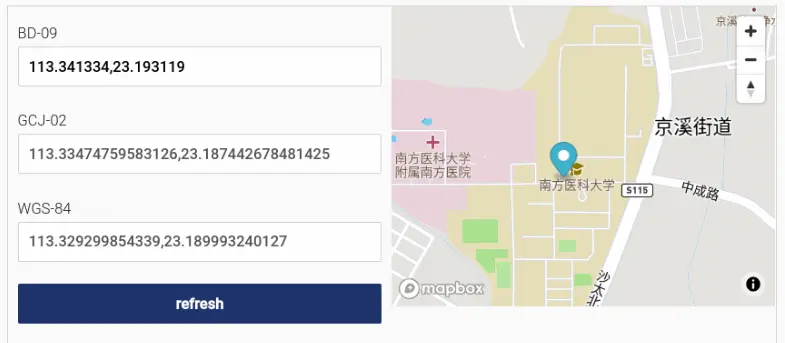 BD-09
113.341334,23.193119
GCJ-02
113.33474759583126,23.187442678481425
WGS-84
113.329299854339,23.189993240127
refresh
京溪街道
南方医科大学
附属南方医院
南方医科大学
S115
中成路
沙太北
mapbox